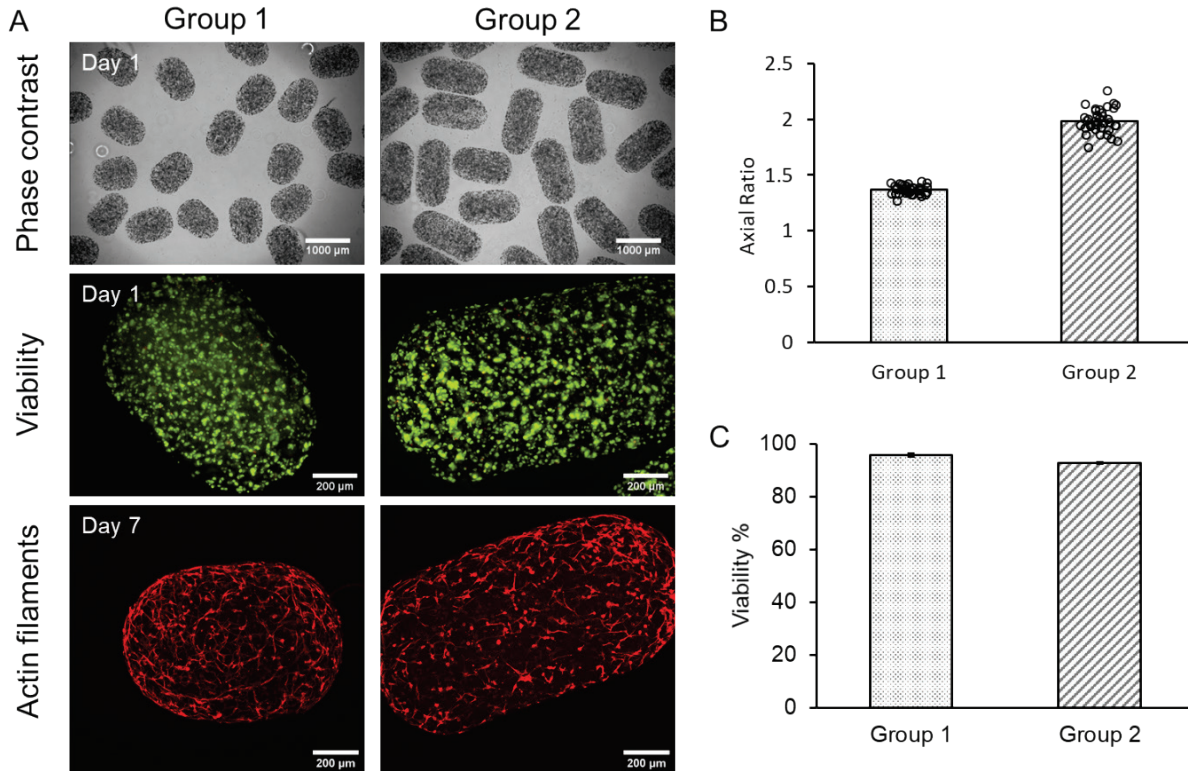 A
Group 1
Group 2
Phase contrast
Day 1
1000 µm
1000 µm
Viability
Day 1
200 µm
200 µm
Actin filaments
Day 7
200 µm
200 µm
B
Axial Ratio
2.5
2
1.5
1
0.5
0
Group 1
Group 2
C
Viability %
100
80
60
40
20
0
Group 1
Group 2